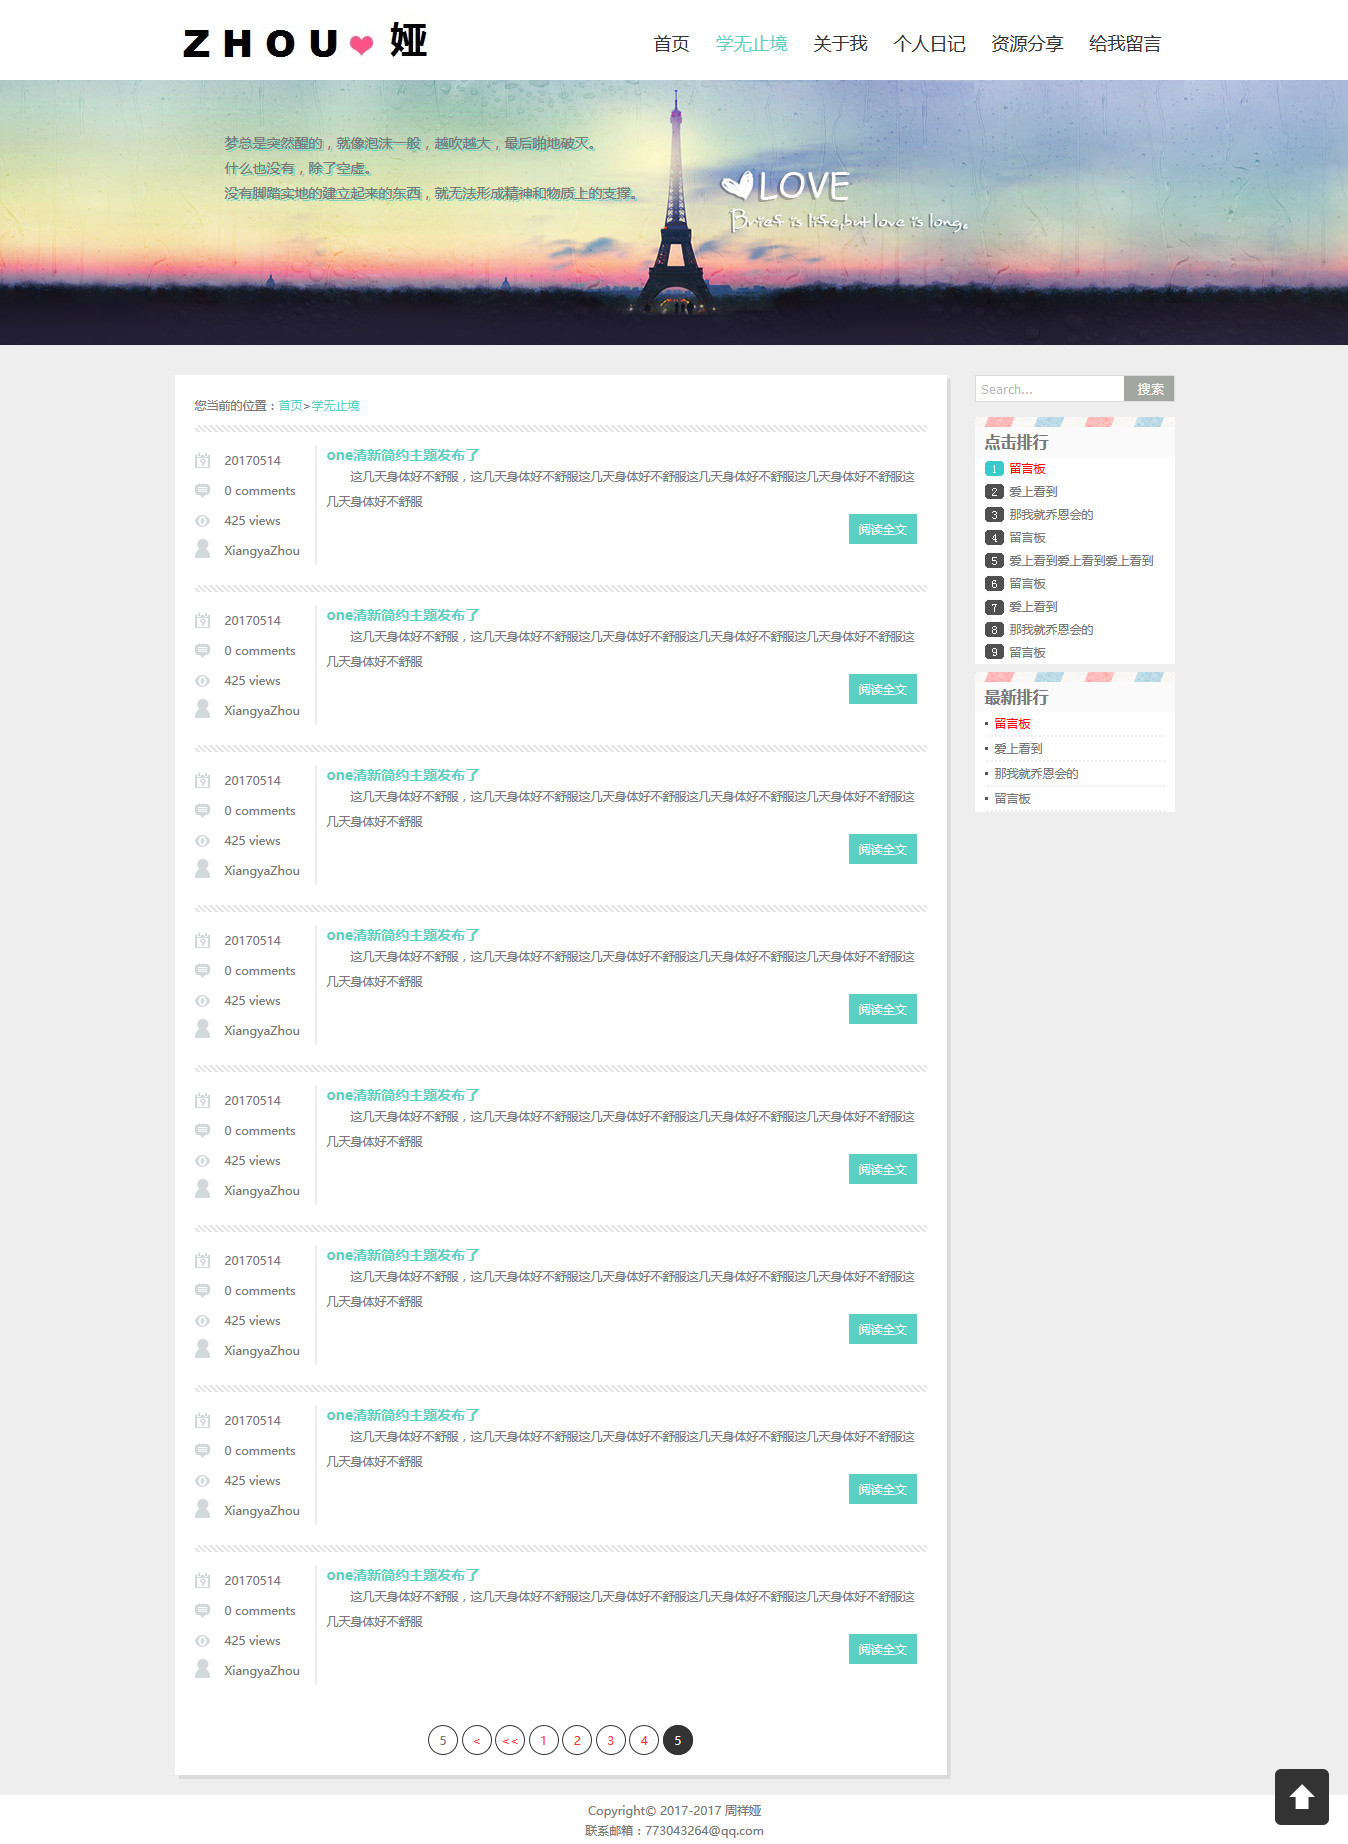 ZHOU❤娅
首页 学无止境 关于我 个人日记 资源分享 给我留言
梦总是突然醒的，就像泡沫一般，越吹越大，最后啪地破灭。
什么也没有，除了空虚。
没有脚踏实地的建立起来的东西，就无法形成精神和物质上的支撑。
LOVE
Brief is life,but love is long。
您当前的位置：首页>学无止境
20170514
0 comments
425 views
XiangyaZhou
one清新简约主题发布了
这几天身体好不舒服，这几天身体好不舒服这几天身体好不舒服这几天身体好不舒服这几天身体好不舒服这
几天身体好不舒服
阅读全文
20170514
0 comments
425 views
XiangyaZhou
one清新简约主题发布了
这几天身体好不舒服，这几天身体好不舒服这几天身体好不舒服这几天身体好不舒服这几天身体好不舒服这
几天身体好不舒服
阅读全文
20170514
0 comments
425 views
XiangyaZhou
one清新简约主题发布了
这几天身体好不舒服，这几天身体好不舒服这几天身体好不舒服这几天身体好不舒服这几天身体好不舒服这
几天身体好不舒服
阅读全文
20170514
0 comments
425 views
XiangyaZhou
one清新简约主题发布了
这几天身体好不舒服，这几天身体好不舒服这几天身体好不舒服这几天身体好不舒服这几天身体好不舒服这
几天身体好不舒服
阅读全文
20170514
0 comments
425 views
XiangyaZhou
one清新简约主题发布了
这几天身体好不舒服，这几天身体好不舒服这几天身体好不舒服这几天身体好不舒服这几天身体好不舒服这
几天身体好不舒服
阅读全文
20170514
0 comments
425 views
XiangyaZhou
one清新简约主题发布了
这几天身体好不舒服，这几天身体好不舒服这几天身体好不舒服这几天身体好不舒服这几天身体好不舒服这
几天身体好不舒服
阅读全文
20170514
0 comments
425 views
XiangyaZhou
one清新简约主题发布了
这几天身体好不舒服，这几天身体好不舒服这几天身体好不舒服这几天身体好不舒服这几天身体好不舒服这
几天身体好不舒服
阅读全文
20170514
0 comments
425 views
XiangyaZhou
one清新简约主题发布了
这几天身体好不舒服，这几天身体好不舒服这几天身体好不舒服这几天身体好不舒服这几天身体好不舒服这
几天身体好不舒服
阅读全文
5 < << 1 2 3 4 5
Search... 搜索
点击排行
1 留言板
2 爱上看到
3 那我就乔恩会的
4 留言板
5 爱上看到爱上看到爱上看到
6 留言板
7 爱上看到
8 那我就乔恩会的
9 留言板
最新排行
留言板
爱上看到
那我就乔恩会的
留言板
Copyright© 2017-2017 周祥娅
联系邮箱：773043264@qq.com